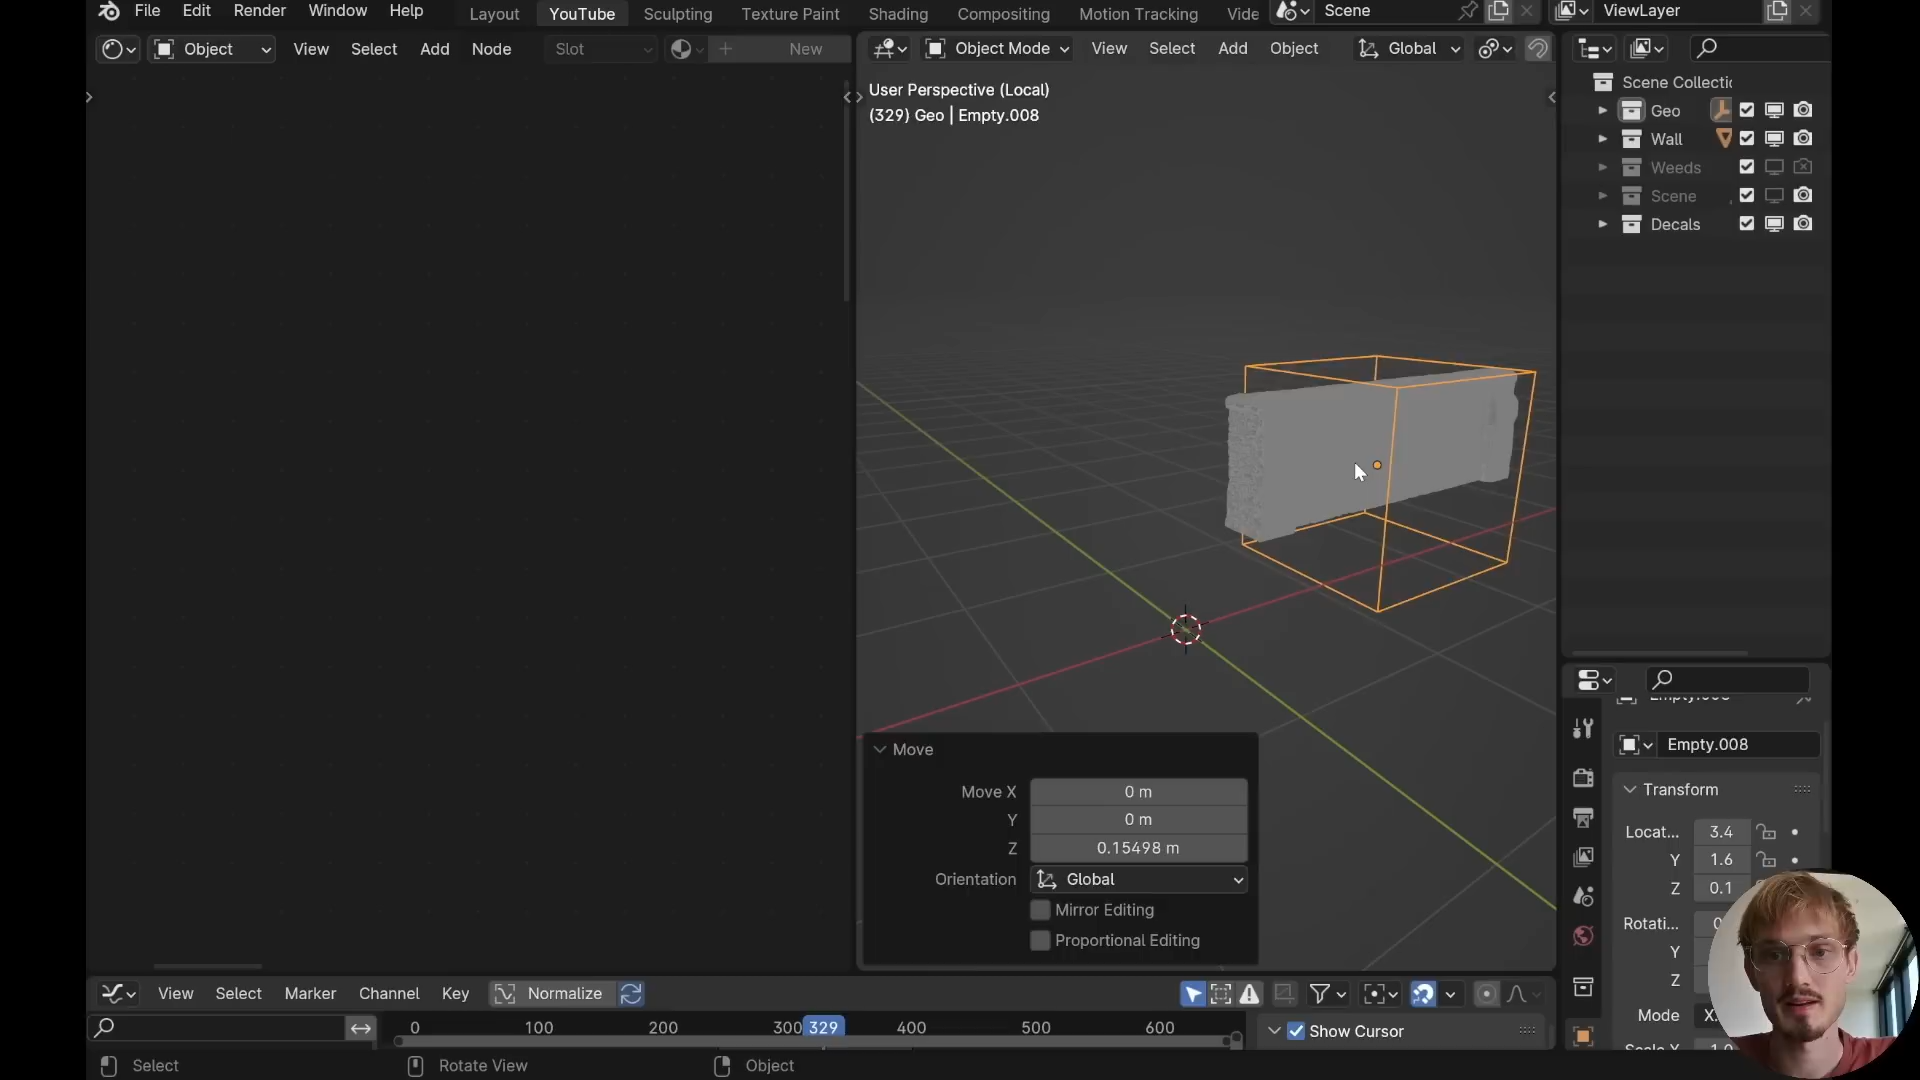 File Edit Render Window Help Layout YouTube Sculpting Texture Paint Shading Compositing Motion Tracking Vide Scene ViewLayer
Object View Select Add Node Slot New Object Mode View Select Add Object Global
User Perspective (Local)
(329) Geo | Empty.008
Scene Collectic
Geo
Wall
Weeds
Scene
Decals
Empty.008
Transform
Locat... 3.4
Y 1.6
Z 0.1
Rotati... 0
Y
Z
Mode X
Move
Move X 0 m
Y 0 m
Z 0.15498 m
Orientation Global
Mirror Editing
Proportional Editing
View Select Marker Channel Key Normalize
0 100 200 300 329 400 500 600 Show Cursor
Select Rotate View Object